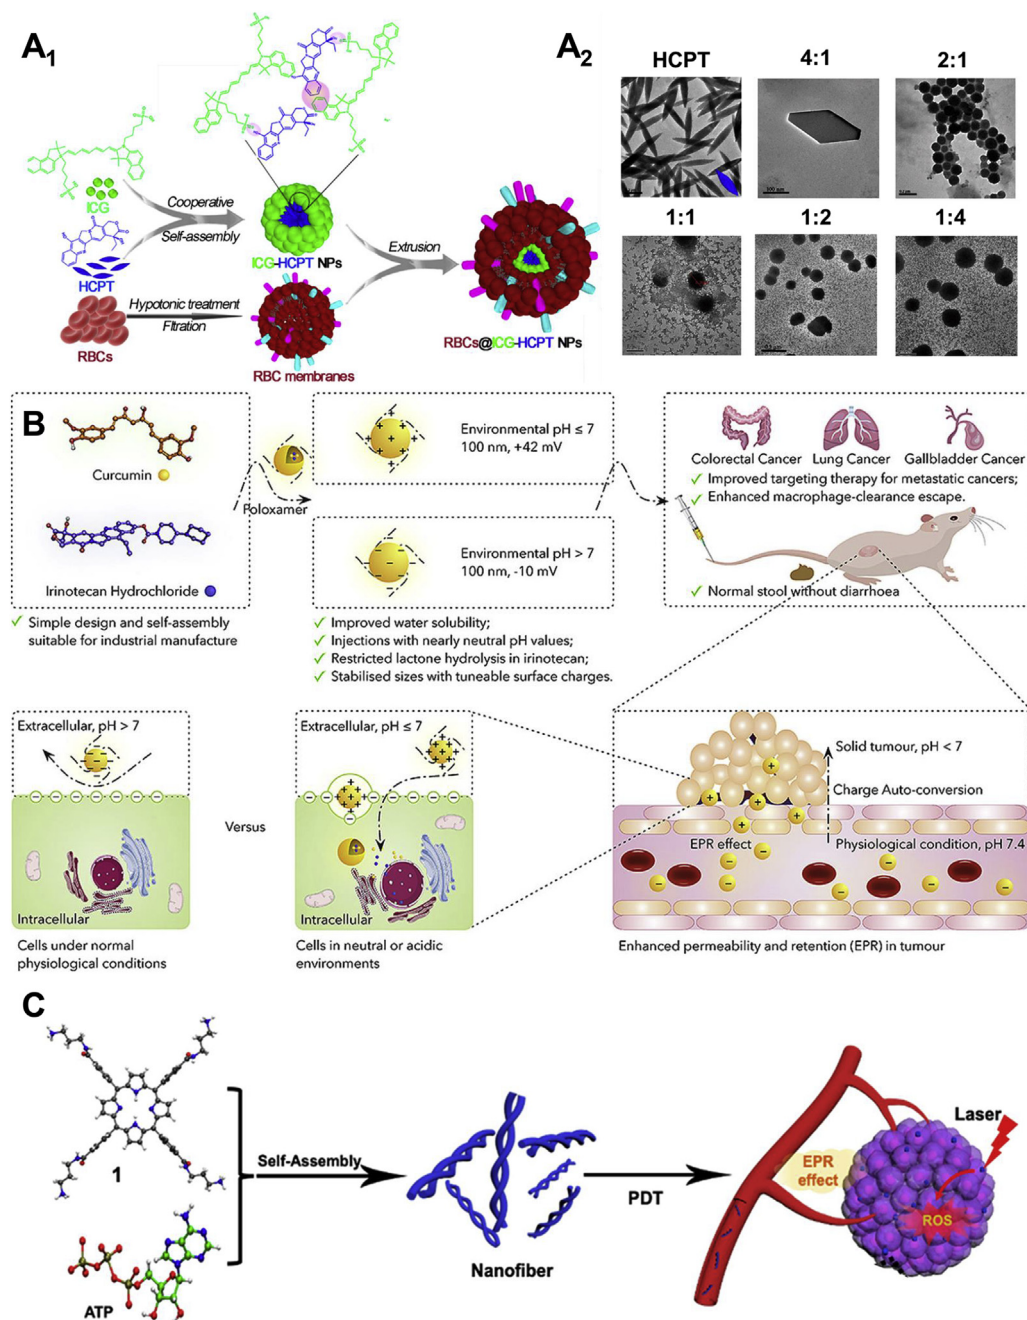 A1
ICG
HCPT
RBCs
Cooperative
Self-assembly
Hypotonic treatment
Fltration
ICG-HCPT NPs
RBC membranes
Extrusion
RBCs@ICG-HCPT NPs
A2
HCPT
4:1
2:1
1:1
1:2
1:4
B
Curcumin
Irinotecan Hydrochloride
Simple design and self-assembly
suitable for industrial manufacture
Poloxamer
Environmental pH ≤ 7
100 nm, +42 mV
Environmental pH > 7
100 nm, -10 mV
Improved water solubility;
Injections with nearly neutral pH values;
Restricted lactone hydrolysis in irinotecan;
Stabilised sizes with tuneable surface charges.
Colorectal Cancer
Lung Cancer
Gallbladder Cancer
Improved targeting therapy for metastatic cancers;
Enhanced macrophage-clearance escape.
Normal stool without diarrhoea
Extracellular, pH > 7
Intracellular
Cells under normal
physiological conditions
Versus
Extracellular, pH ≤ 7
Intracellular
Cells in neutral or acidic
environments
Solid tumour, pH < 7
Charge Auto-conversion
EPR effect
Physiological condition, pH 7.4
Enhanced permeability and retention (EPR) in tumour
C
1
ATP
Self-Assembly
Nanofiber
PDT
EPR
effect
Laser
ROS